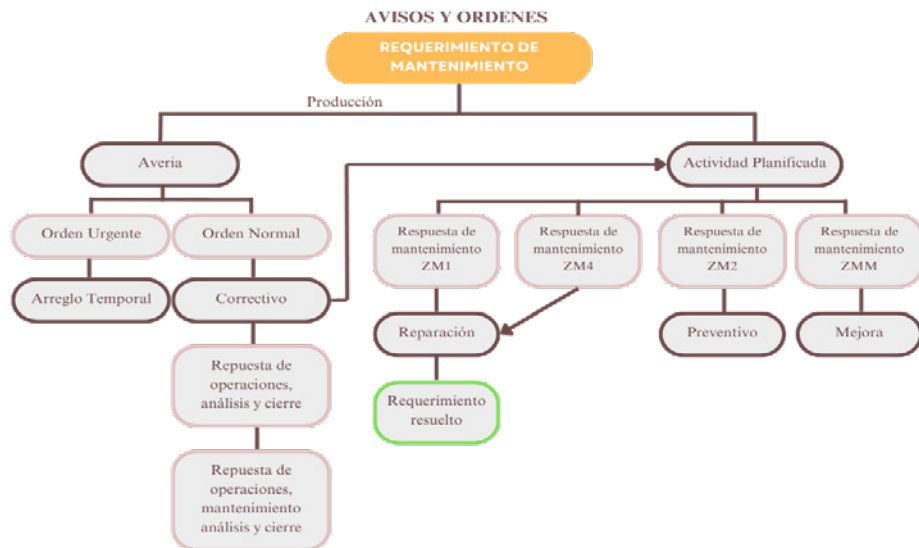 AVISOS Y ORDENES
REQUERIMIENTO DE
MANTENIMIENTO
Producción
Averia
Actividad Planificada
Orden Urgente
Orden Normal
Respuesta de
mantenimiento
ZM1
Respuesta de
mantenimiento
ZM4
Respuesta de
mantenimiento
ZM2
Respuesta de
mantenimiento
ZMM
Arreglo Temporal
Correctivo
Reparación
Preventivo
Mejora
Repuesta de
operaciones,
análisis y cierre
Requerimiento
resuelto
Repuesta de
operaciones,
mantenimiento
análisis y cierre